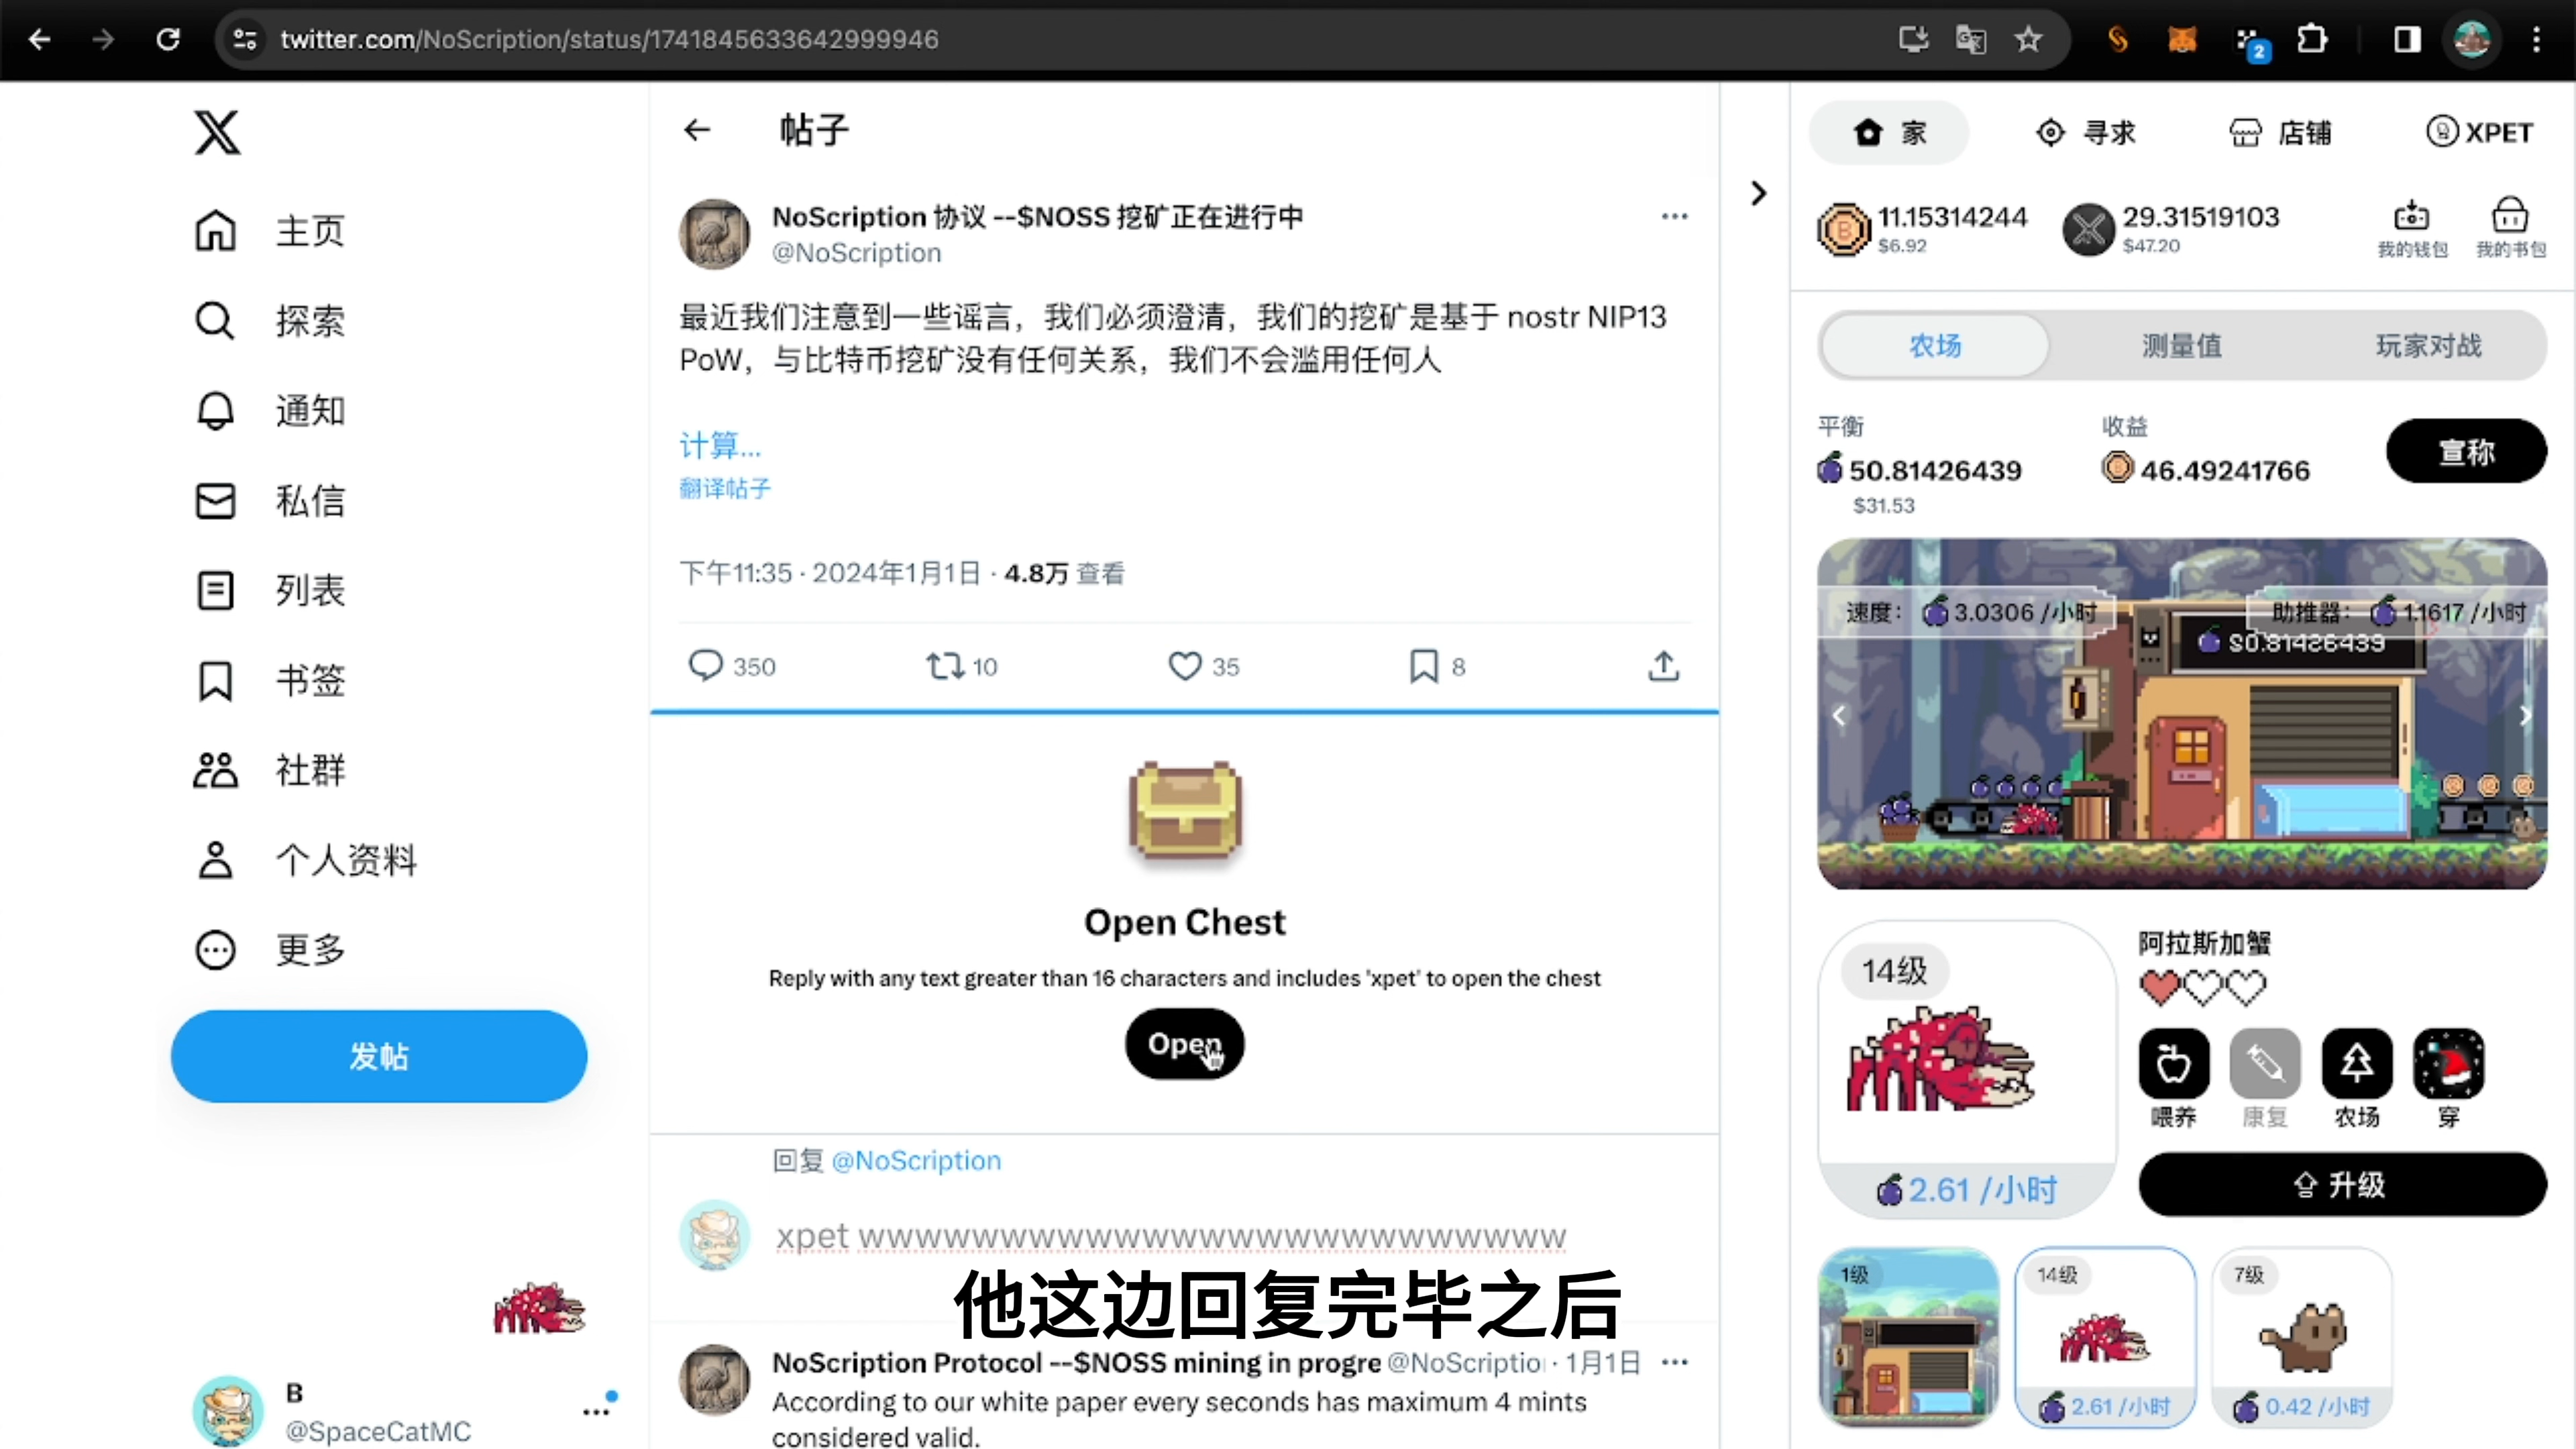 twitter.com/NoScription/status/1741845633642999946
2
主页
探索
通知
私信
列表
书签
社群
个人资料
更多
发帖
B
@SpaceCatMC
帖子
NoScription 协议 --$NOSS 挖矿正在进行中
@NoScription
最近我们注意到一些谣言，我们必须澄清，我们的挖矿是基于 nostr NIP13
PoW，与比特币挖矿没有任何关系，我们不会滥用任何人
计算...
翻译帖子
下午11:35 · 2024年1月1日 · 4.8万 查看
350 10 35 8
Open Chest
Reply with any text greater than 16 characters and includes 'xpet' to open the chest
Open
回复 @NoScription
xpet wwwwwwwwwwwwwwwwwwwwwwwww
他这边回复完毕之后
NoScription Protocol --$NOSS mining in progre @NoScriptio · 1月1日
According to our white paper every seconds has maximum 4 mints
considered valid.
家 寻求 店铺 XPET
11.15314244 29.31519103
$6.92 $47.20
我的钱包 我的书包
农场 测量值 玩家对战
平衡 收益
50.81426439 46.49241766
$31.53
宣称
速度： 3.0306 /小时 助推器： 1.1617 /小时
50.81426439
14级
阿拉斯加蟹
喂养 康复 农场 穿
2.61 /小时
升级
1级 14级 7级
2.61 /小时 0.42 /小时